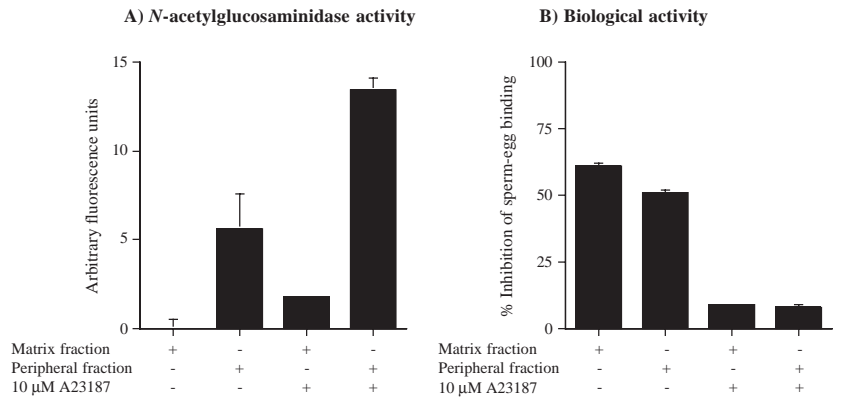 A) N-acetylglucosaminidase activity
B) Biological activity
Arbitrary fluorescence units
15
10
5
0
% Inhibition of sperm-egg binding
100
75
50
25
0
Matrix fraction + - + -
Peripheral fraction - + - +
10 μM A23187 - - + +
Matrix fraction + - + -
Peripheral fraction - + - +
10 μM A23187 - - + +